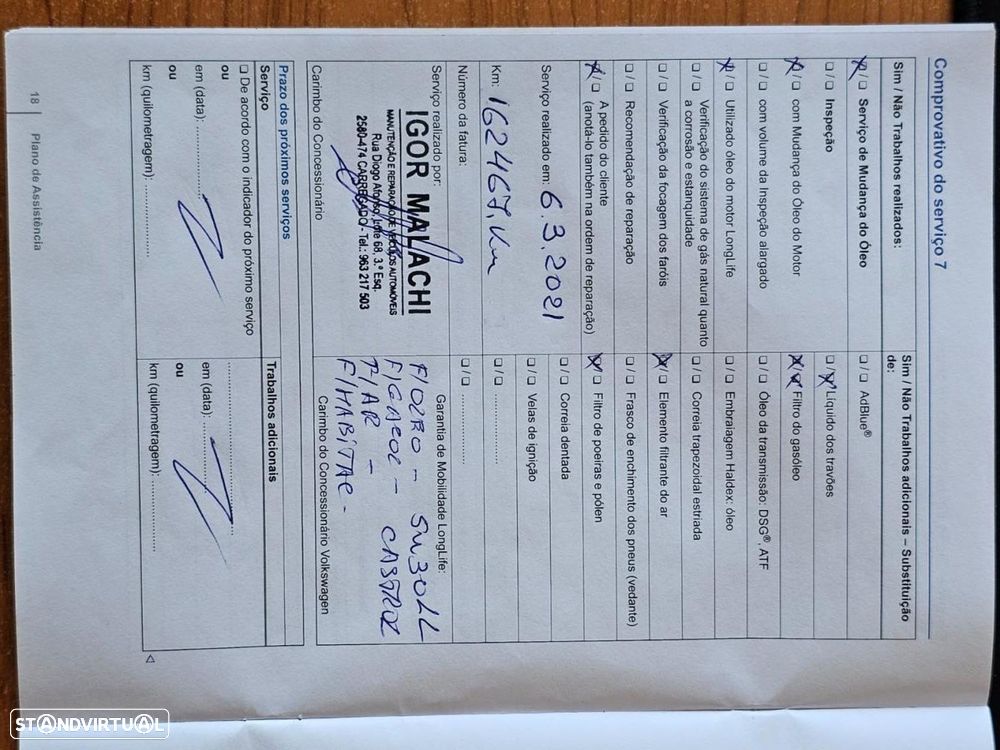 Comprovativo do serviço 7
Sim / Não Trabalhos realizados:
☒ / ☐ Serviço de Mudança do Óleo
☐ / ☐ Inspeção
☒ / ☐ com Mudança do Óleo do Motor
☐ / ☐ com volume da Inspeção alargado
☒ / ☐ Utilizado óleo do motor LongLife
☐ / ☐ Verificação do sistema de gás natural quanto
a corrosão e estanquidade
☐ / ☐ Verificação da focagem dos faróis
☐ / ☐ Recomendação de reparação
☒ / ☐ A pedido do cliente
(anotá-lo também na ordem de reparação)
Serviço realizado em: 6.3.2021
Km: 162467.Km
Número da fatura:
Serviço realizado por:
IGOR MALACHI
MANUTENÇÃO E REPARAÇÃO DE VEÍCULOS AUTOMÓVEIS
Rua Diogo Afonso, lote 68, 3.º Esq.
2580-474 CARREGADO - Tel.: 963 217 503
Carimbo do Concessionário
Sim / Não Trabalhos adicionais – Substituição
de:
☐ / ☐ AdBlue®
☐ / ☒ Líquido dos travões
☒ / ☒ Filtro do gasóleo
☐ / ☐ Óleo da transmissão: DSG®, ATF
☐ / ☐ Embraiagem Haldex: óleo
☐ / ☐ Correia trapezoidal estriada
☒ / ☐ Elemento filtrante do ar
☐ / ☐ Frasco de enchimento dos pneus (vedante)
☒ / ☐ Filtro de poeiras e pólen
☐ / ☐ Correia dentada
☐ / ☐ Velas de ignição
☐ / ☐ ....................
☐ / ☐ ....................
Garantia de Mobilidade LongLife:
5W30LL
CASTROL
F/AR -
F/HABITAC -
Carimbo do Concessionário Volkswagen
Prazo dos próximos serviços
Serviço
☐ De acordo com o indicador do próximo serviço
ou
em (data): ....................
ou
km (quilometragem): ....................
Trabalhos adicionais
....................
em (data): ....................
ou
km (quilometragem): ....................
18 Plano de Assistência
STANDVIRTUAL